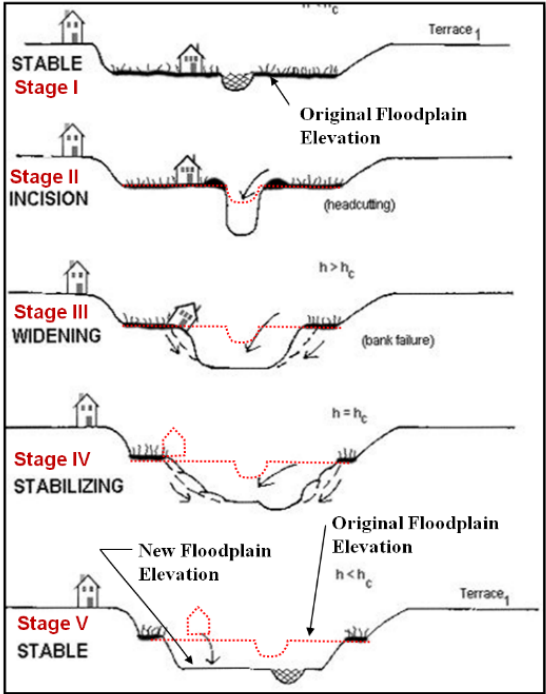 h < hc
Terrace1
STABLE
Stage I
Original Floodplain
Elevation
Stage II
INCISION
(headcutting)
h > hc
Stage III
WIDENING
(bank failure)
h = hc
Stage IV
STABILIZING
Original Floodplain
Elevation
New Floodplain
Elevation
h < hc
Terrace1
Stage V
STABLE